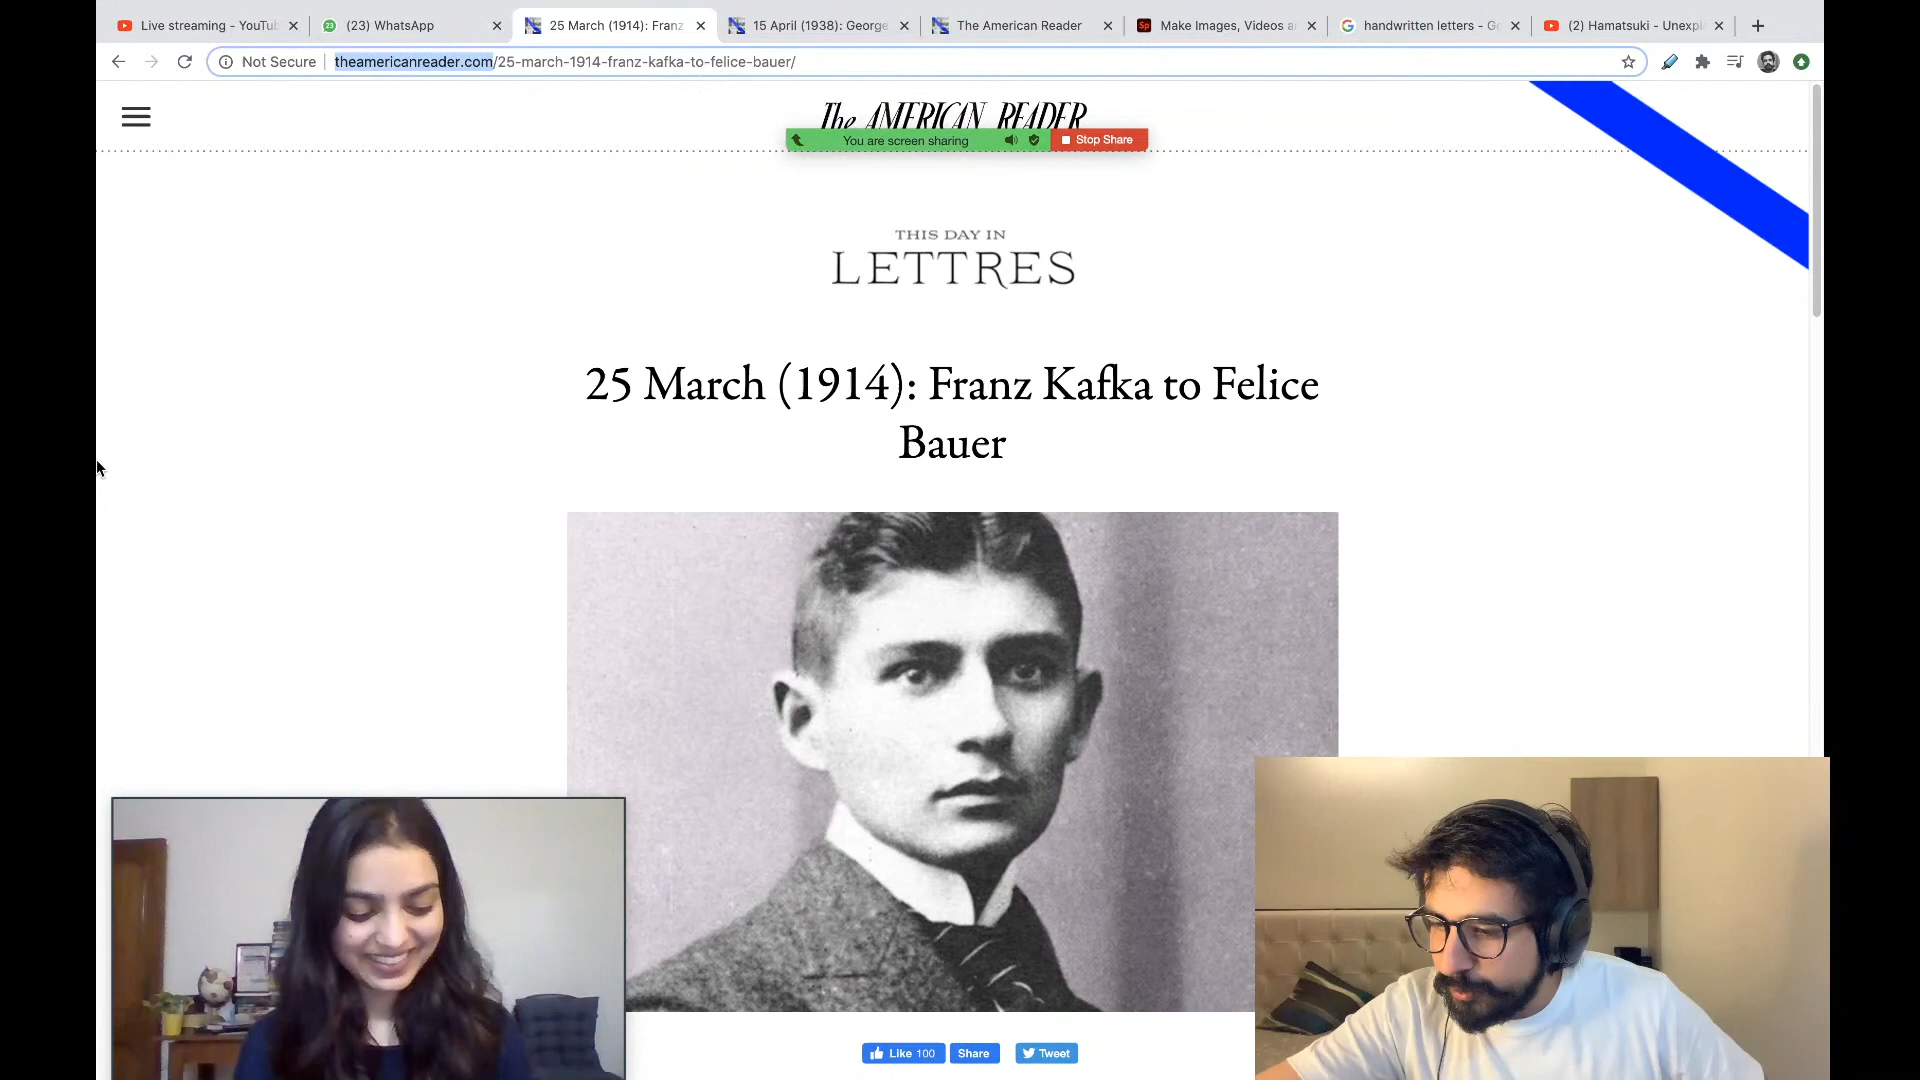 Live streaming - YouTu
(23) WhatsApp
25 March (1914): Franz
15 April (1938): George
The American Reader
Make Images, Videos a
handwritten letters - Go
(2) Hamatsuki - Unexpl
Not Secure | theamericanreader.com/25-march-1914-franz-kafka-to-felice-bauer/
The AMERICAN READER
You are screen sharing
Stop Share
THIS DAY IN
LETTRES
25 March (1914): Franz Kafka to Felice
Bauer
Like 100
Share
Tweet